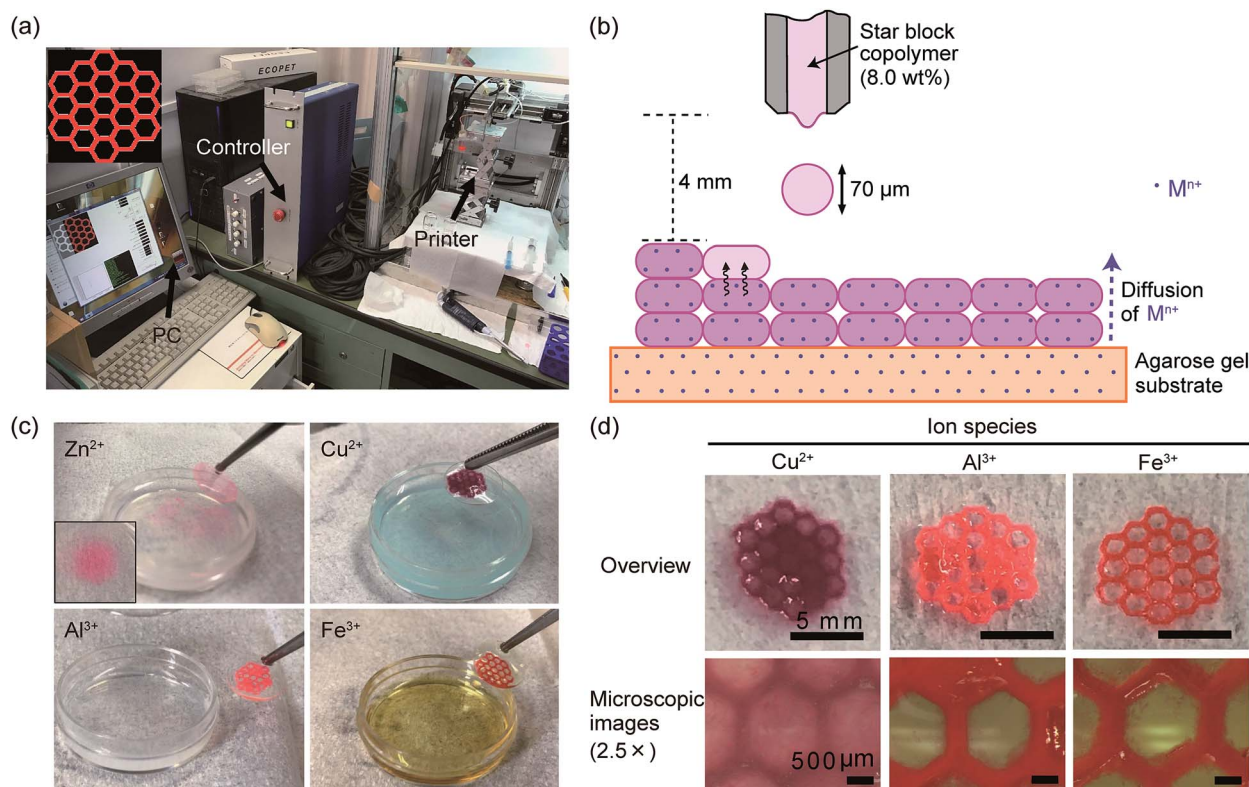 (a)
ECOPET
Controller
Printer
PC
(b)
Star block
copolymer
(8.0 wt%)
4 mm
70 μm
Mⁿ⁺
Diffusion
of Mⁿ⁺
Agarose gel
substrate
(c)
Zn²⁺
Cu²⁺
Al³⁺
Fe³⁺
(d)
Ion species
Cu²⁺
Al³⁺
Fe³⁺
Overview
5 mm
Microscopic
images
(2.5×)
500 μm